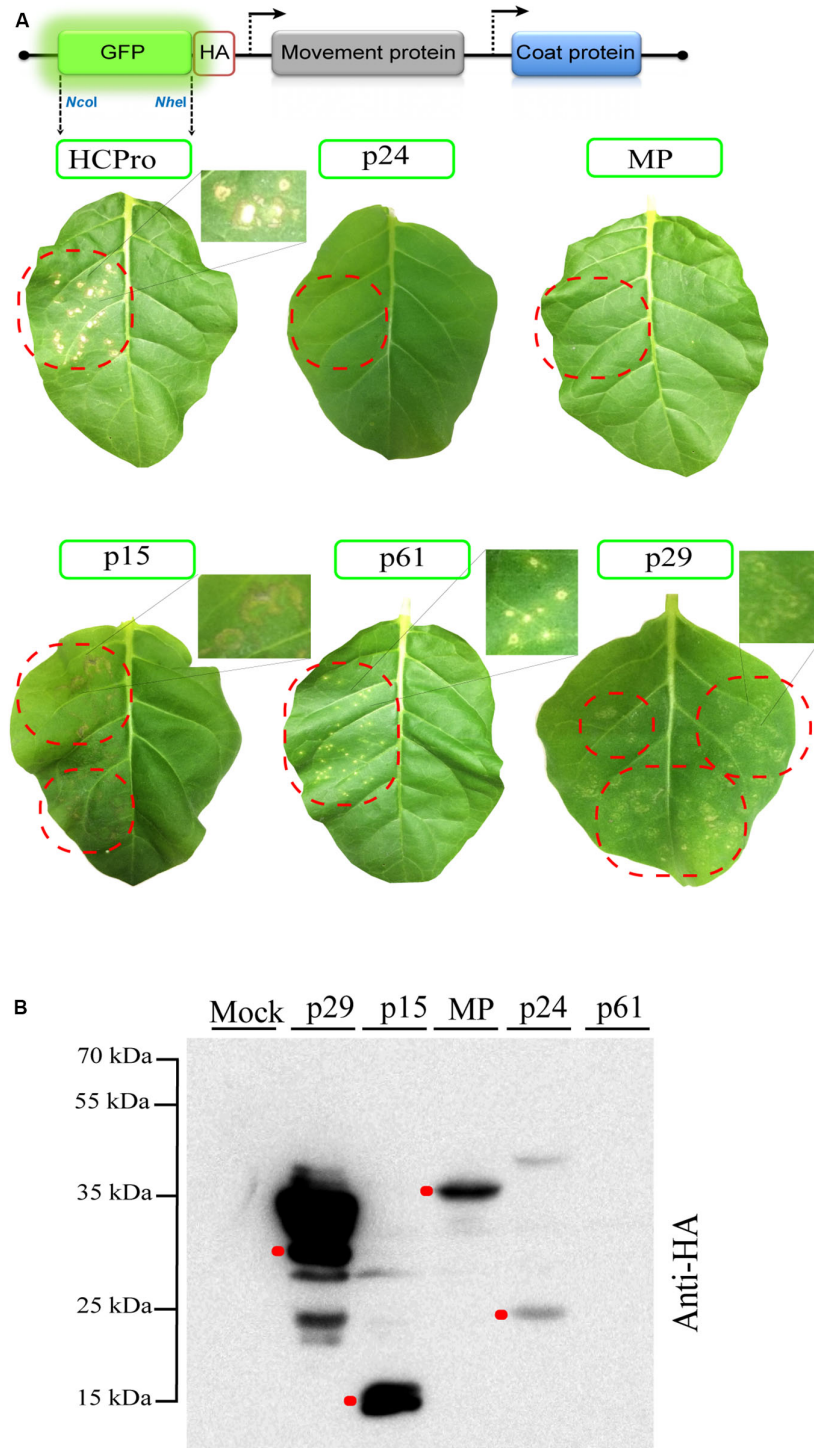 A
GFP HA Movement protein Coat protein
NcoI NheI
HCPro p24 MP
p15 p61 p29
B
Mock p29 p15 MP p24 p61
70 kDa
55 kDa
35 kDa
25 kDa
15 kDa
Anti-HA